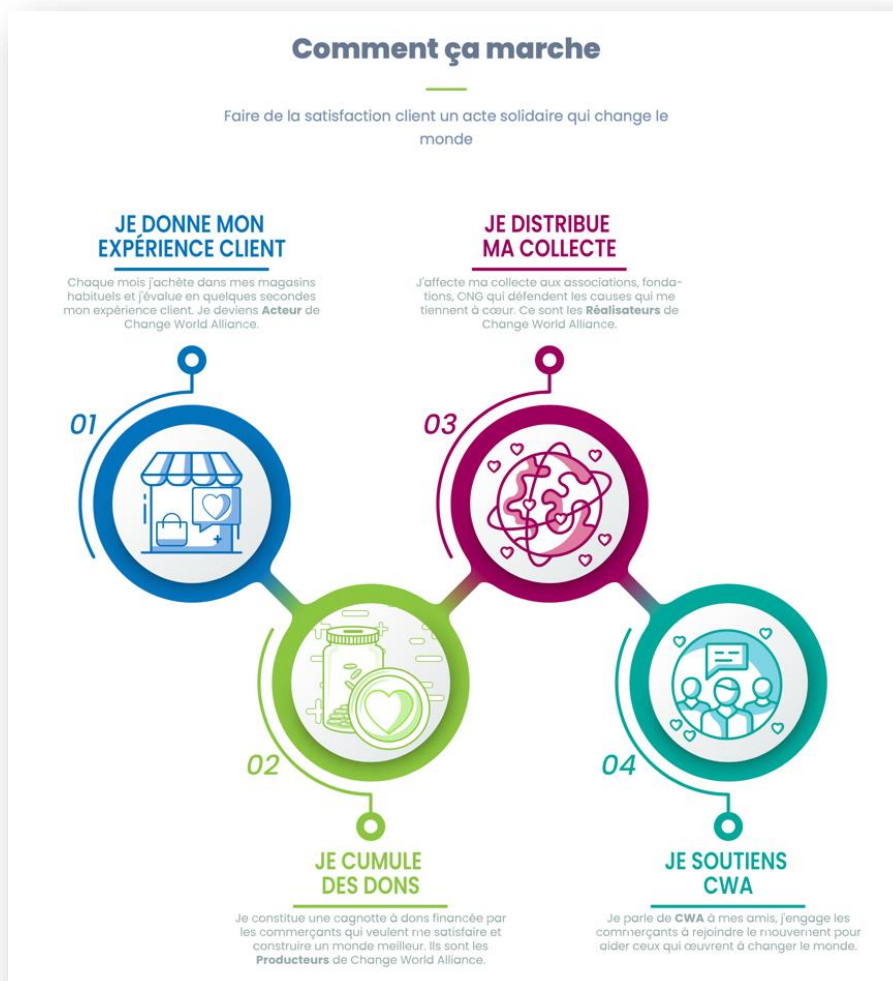 Comment ça marche
Faire de la satisfaction client un acte solidaire qui change le
monde
JE DONNE MON
EXPÉRIENCE CLIENT
Chaque mois j'achète dans mes magasins
habituels et j'évalue en quelques secondes
mon expérience client. Je deviens Acteur de
Change World Alliance.
01
JE CUMULE
DES DONS
Je constitue une cagnotte à dons financée par
les commerçants qui veulent me satisfaire et
construire un monde meilleur. Ils sont les
Producteurs de Change World Alliance.
02
JE DISTRIBUE
MA COLLECTE
J'affecte ma collecte aux associations, fonda-
tions, ONG qui défendent les causes qui me
tiennent à cœur. Ce sont les Réalisateurs de
Change World Alliance.
03
JE SOUTIENS
CWA
Je parle de CWA à mes amis, j'engage les
commerçants à rejoindre le mouvement pour
aider ceux qui œuvrent à changer le monde.
04